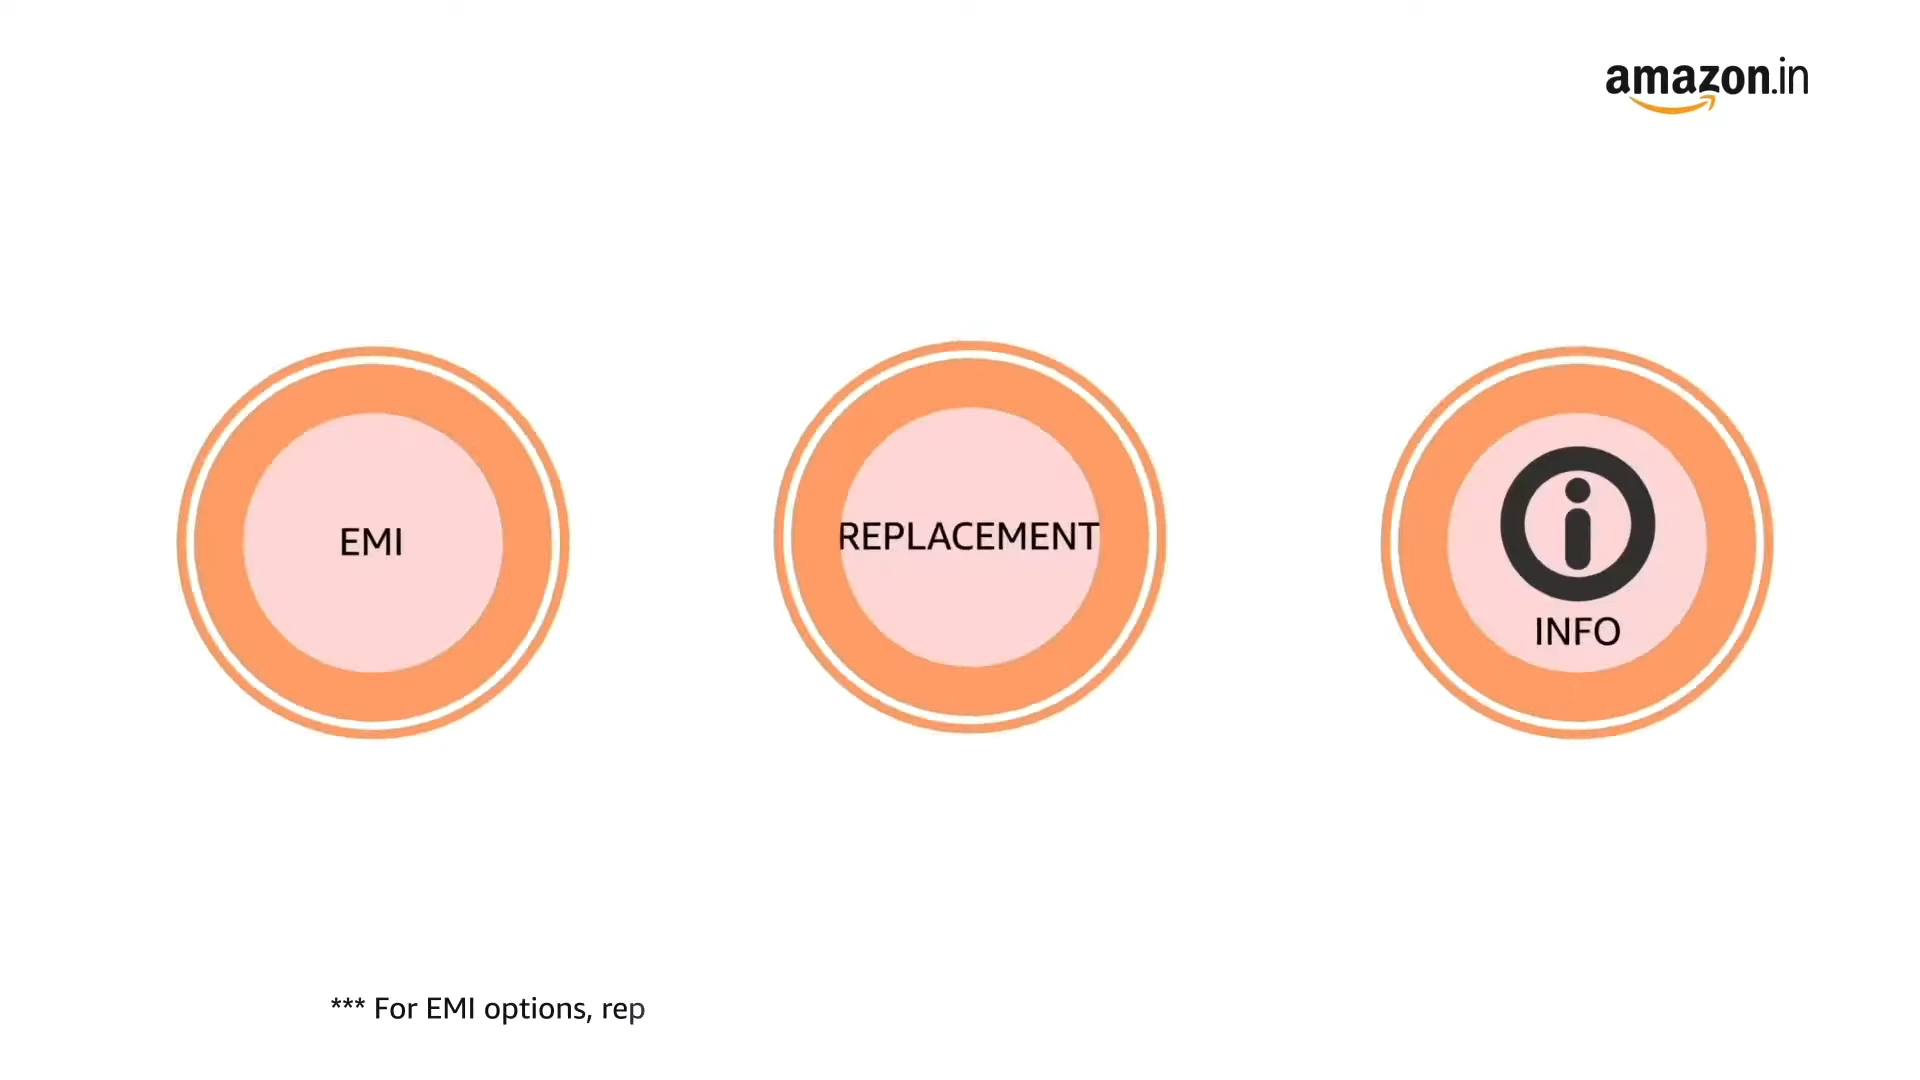 amazon.in
EMI
REPLACEMENT
INFO
*** For EMI options, rep